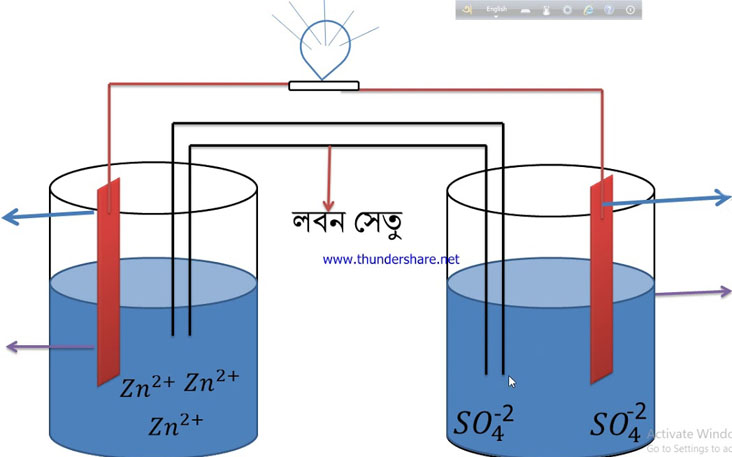 English
লবন সেতু
www.thundershare.net
Zn²⁺ Zn²⁺
Zn²⁺
SO₄⁻²
SO₄⁻²
Activate Windo
Go to Settings to ac